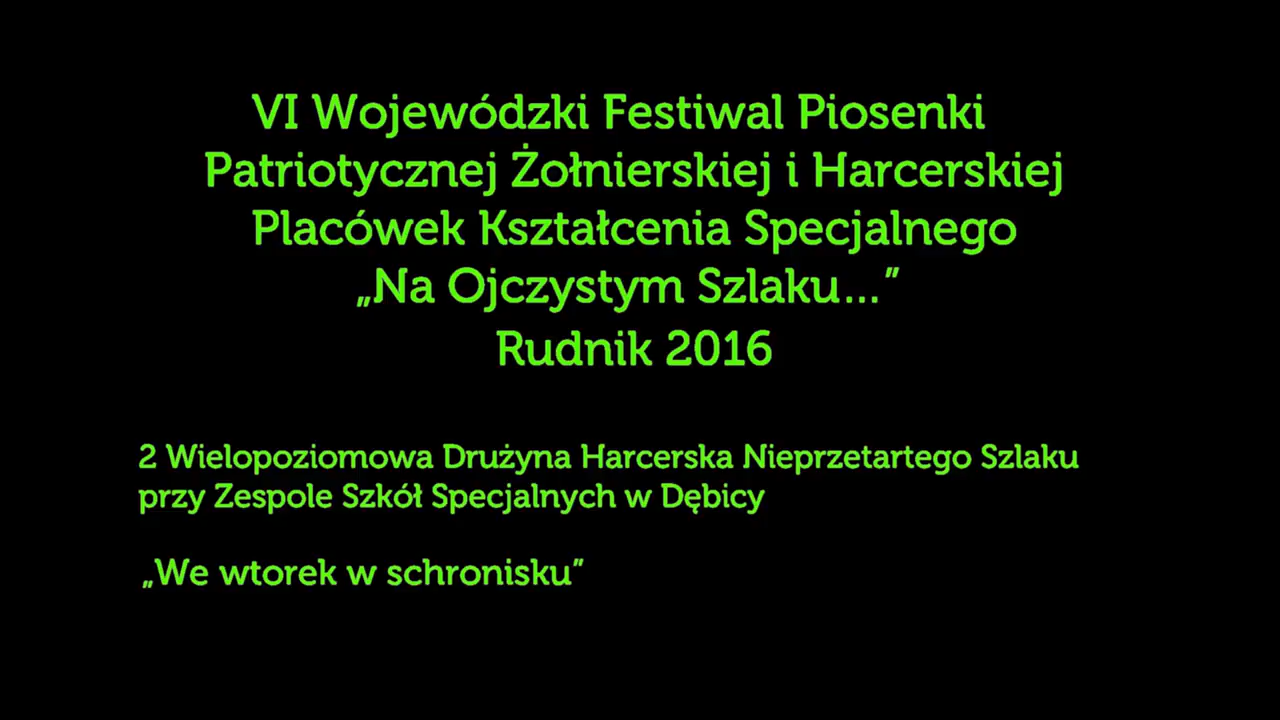 VI Wojewódzki Festiwal Piosenki
Patriotycznej Żołnierskiej i Harcerskiej
Placówek Kształcenia Specjalnego
„Na Ojczystym Szlaku...”
Rudnik 2016
2 Wielopoziomowa Drużyna Harcerska Nieprzetartego Szlaku
przy Zespole Szkół Specjalnych w Dębicy
„We wtorek w schronisku”